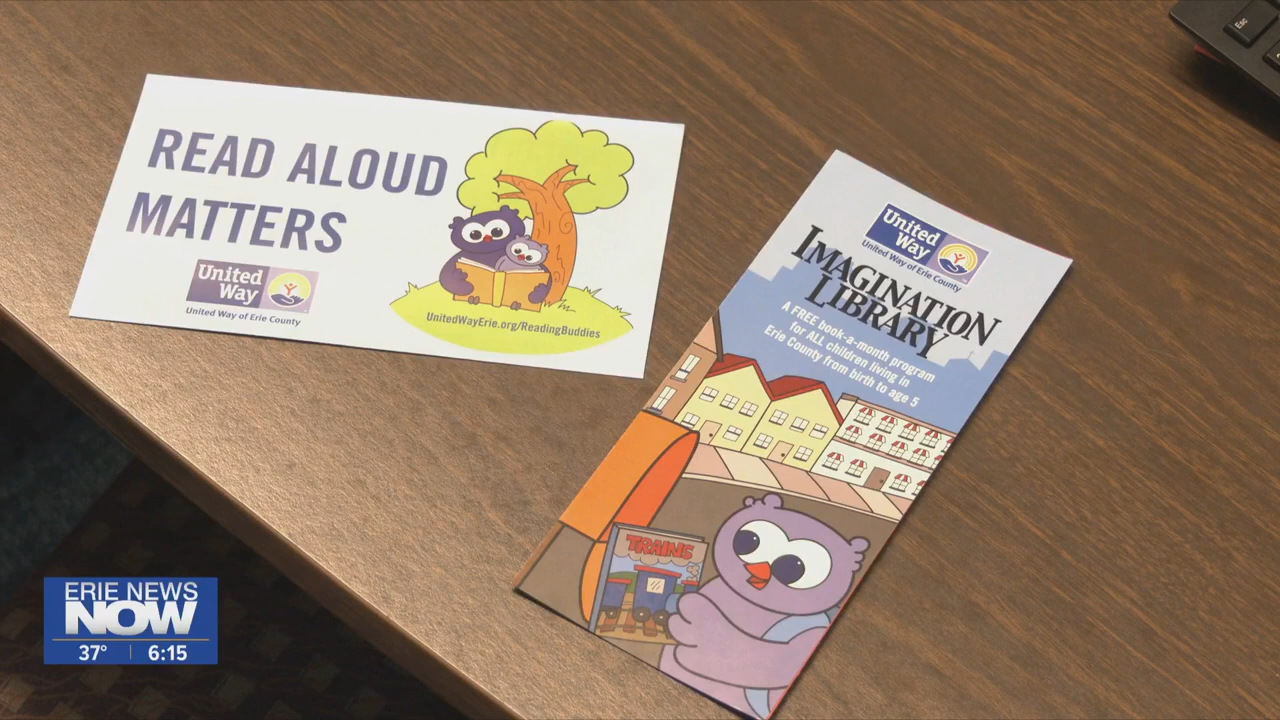 READ ALOUD
MATTERS
United
Way
United Way of Erie County
UnitedWayErie.org/ReadingBuddies
United
Way
United Way of Erie County
IMAGINATION
LIBRARY
A FREE book-a-month program
for ALL children living in
Erie County from birth to age 5
TRAINS
Esc
ERIE NEWS
NOW
37° 6:15